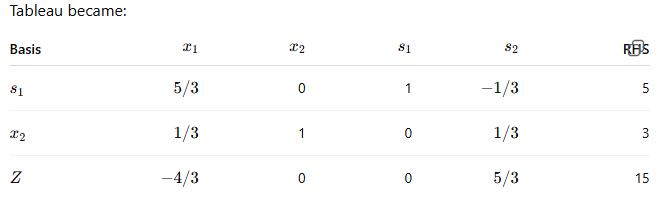 Tableau became:
Basis x₁ x₂ s₁ s₂ RHS
s₁ 5/3 0 1 −1/3 5
x₂ 1/3 1 0 1/3 3
Z −4/3 0 0 5/3 15